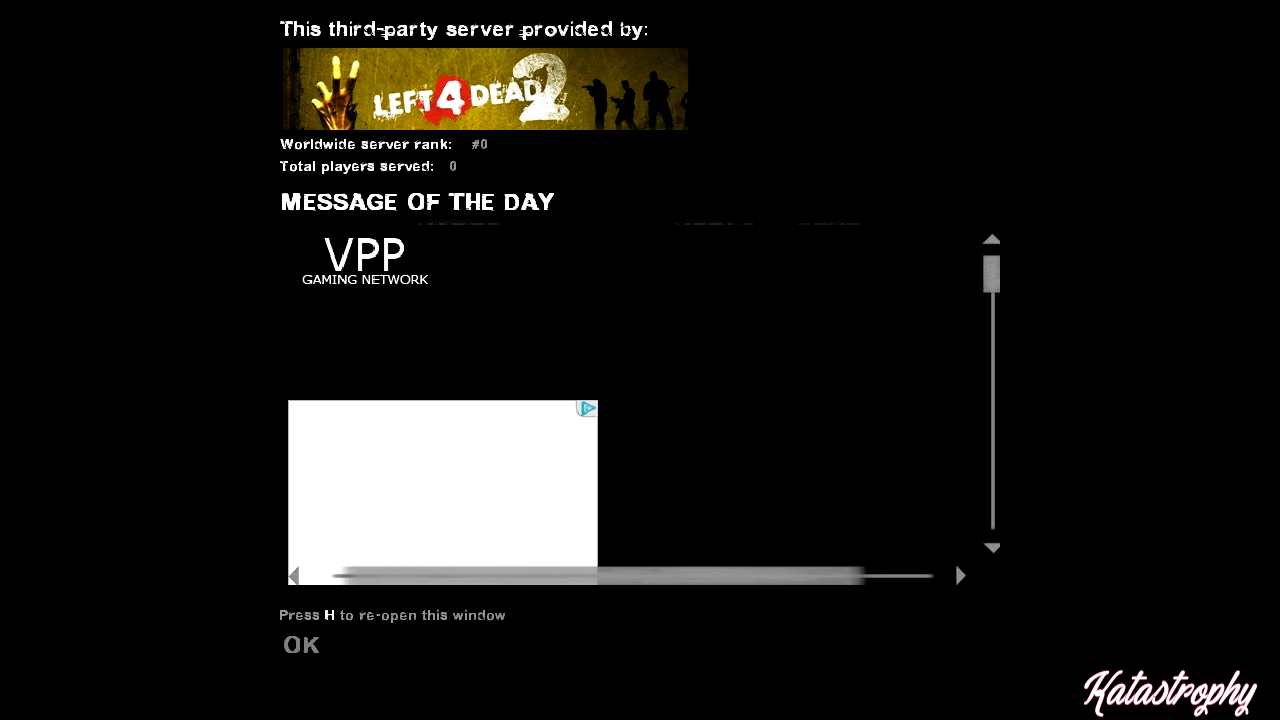 This third-party server provided by:
LEFT 4 DEAD 2
Worldwide server rank: #0
Total players served: 0
MESSAGE OF THE DAY
VPP
GAMING NETWORK
Press H to re-open this window
OK
Katastrophy